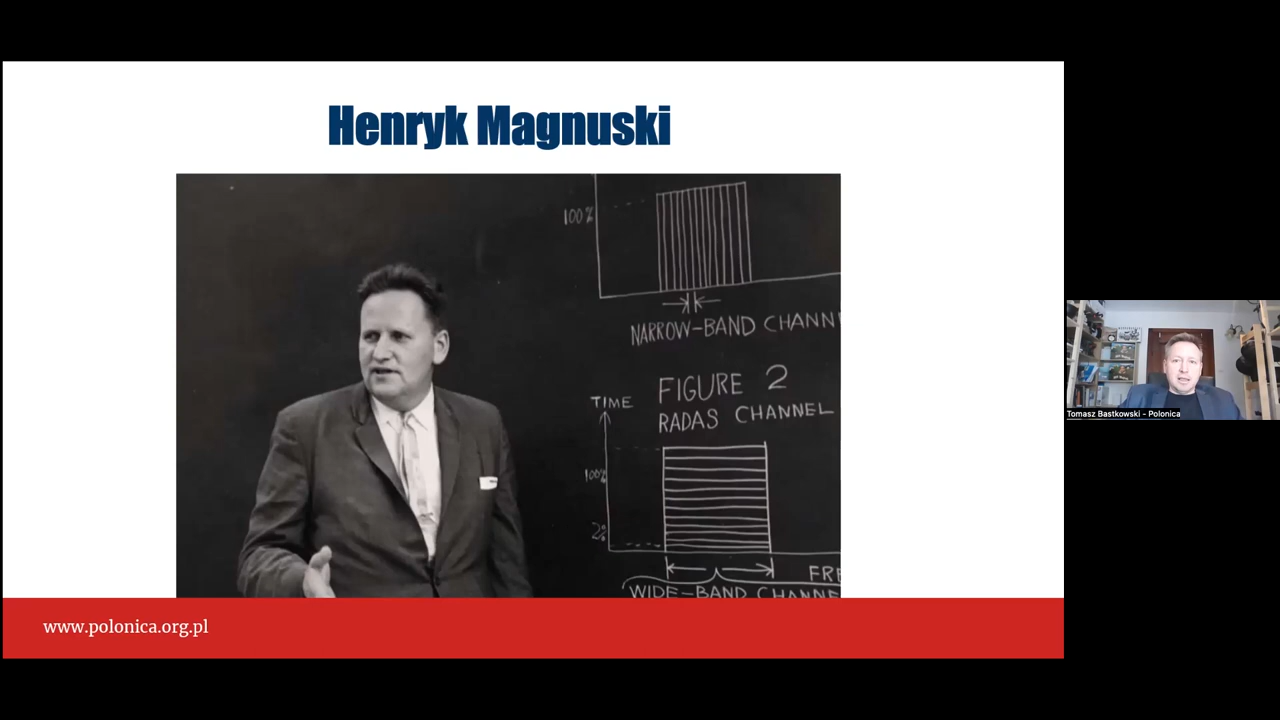 Henryk Magnuski
100%
NARROW-BAND CHANN
FIGURE 2
RADAS CHANNEL
TIME
100%
2%
FRE
WIDE-BAND CHANNE
www.polonica.org.pl
Tomasz Bastkowski - Polonica